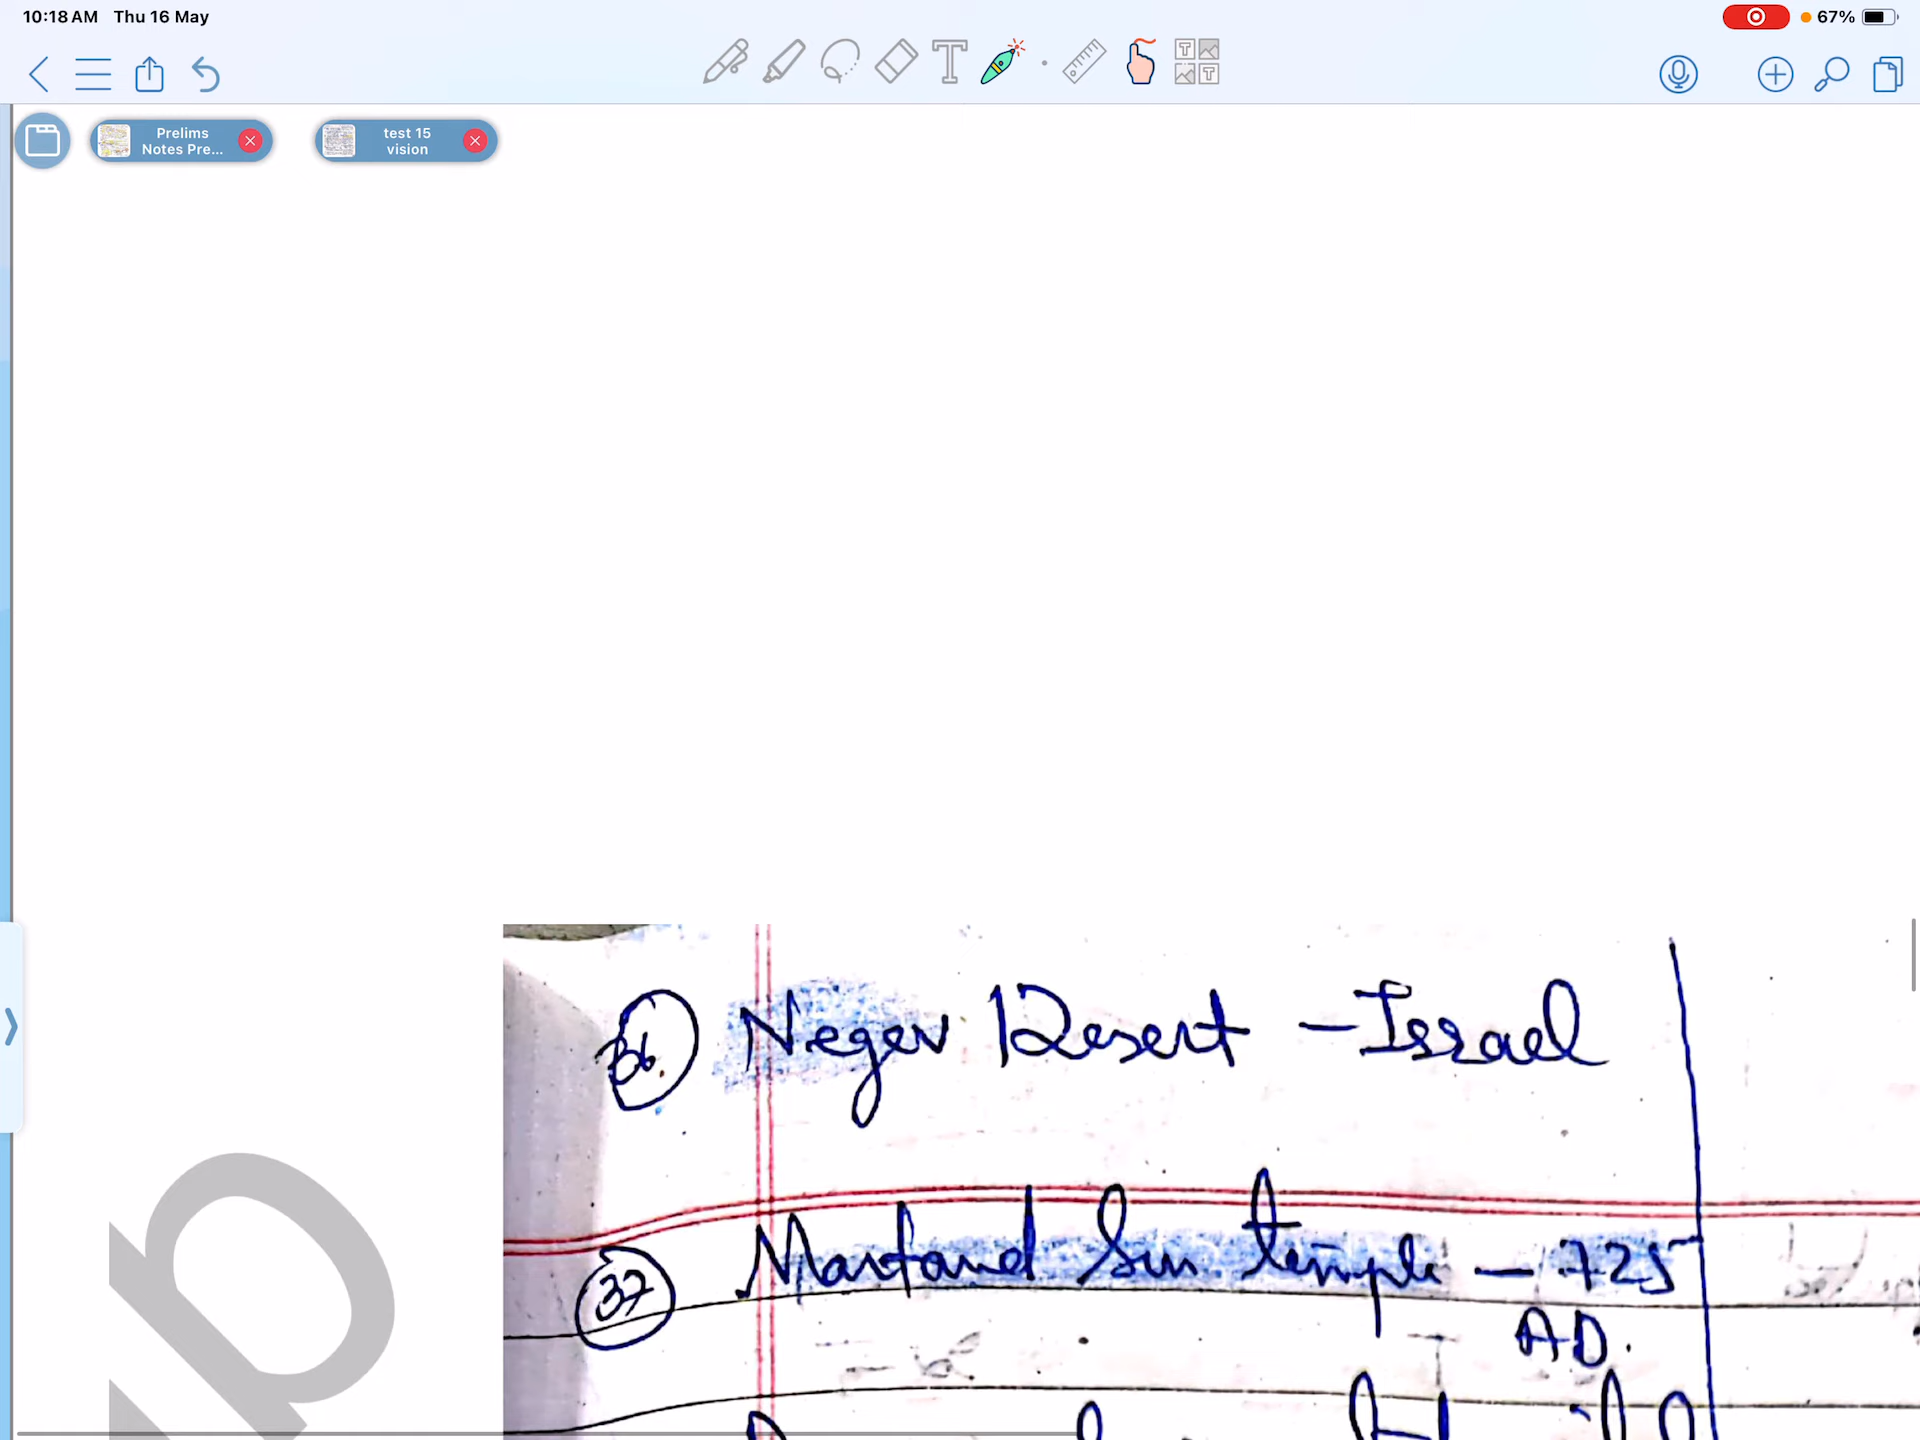 10:18 AM Thu 16 May
67%
Prelims
Notes Pre...
test 15
vision
36. Negev Desert - Israel
37 Martand Sun temple - 725
AD.